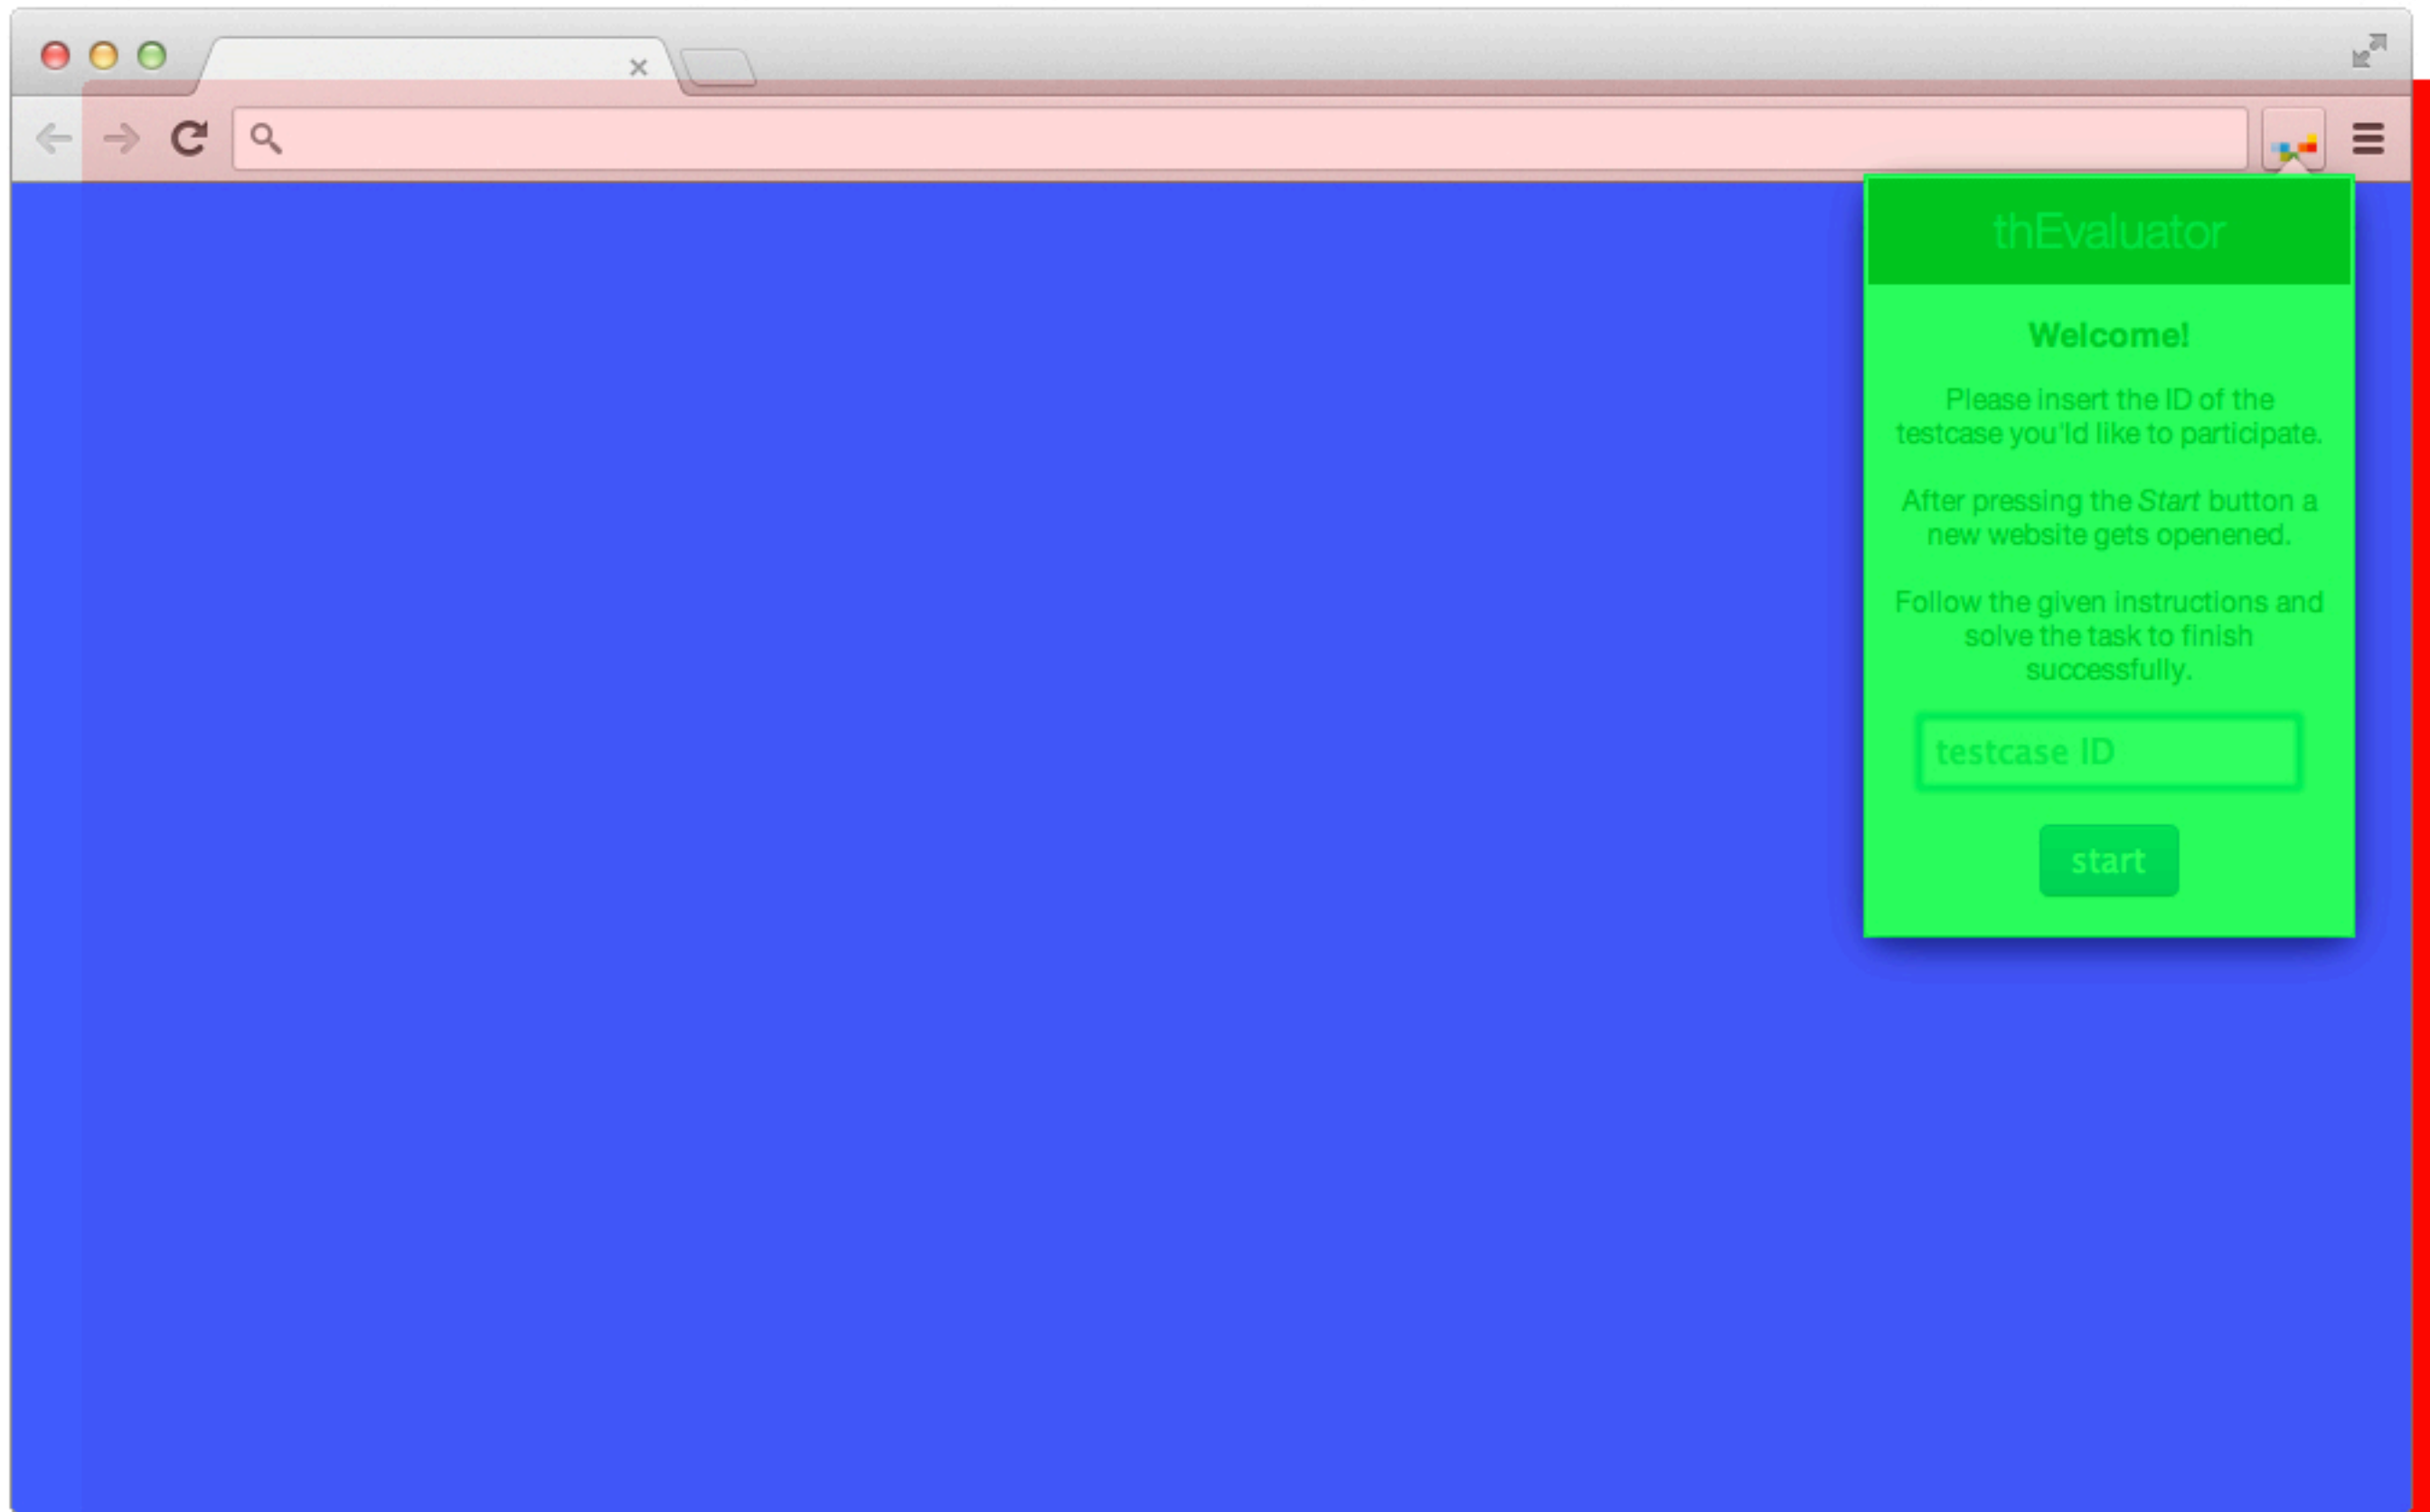 thEvaluator
Welcome!
Please insert the ID of the
testcase you'ld like to participate.
After pressing the Start button a
new website gets openened.
Follow the given instructions and
solve the task to finish
successfully.
testcase ID
start